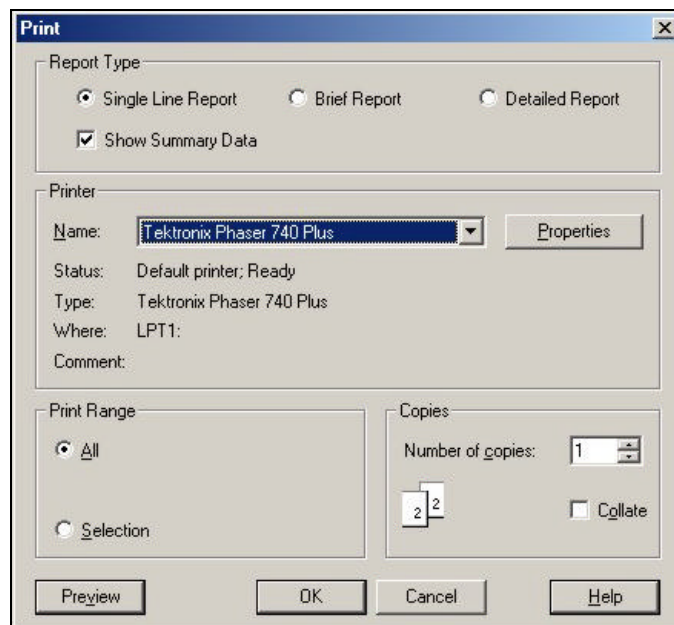 Print
Report Type
Single Line Report Brief Report Detailed Report
Show Summary Data
Printer
Name: Tektronix Phaser 740 Plus Properties
Status: Default printer; Ready
Type: Tektronix Phaser 740 Plus
Where: LPT1:
Comment:
Print Range
All
Selection
Copies
Number of copies: 1
2 2
Collate
Preview OK Cancel Help